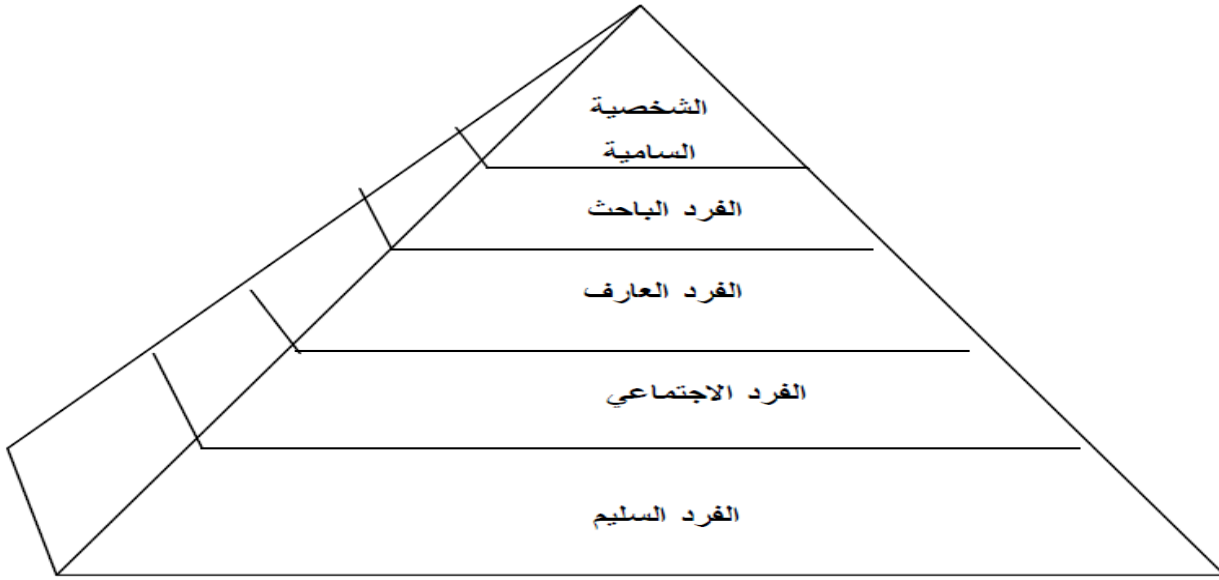 الشخصية
السامية
الفرد الباحث
الفرد العارف
الفرد الاجتماعي
الفرد السليم